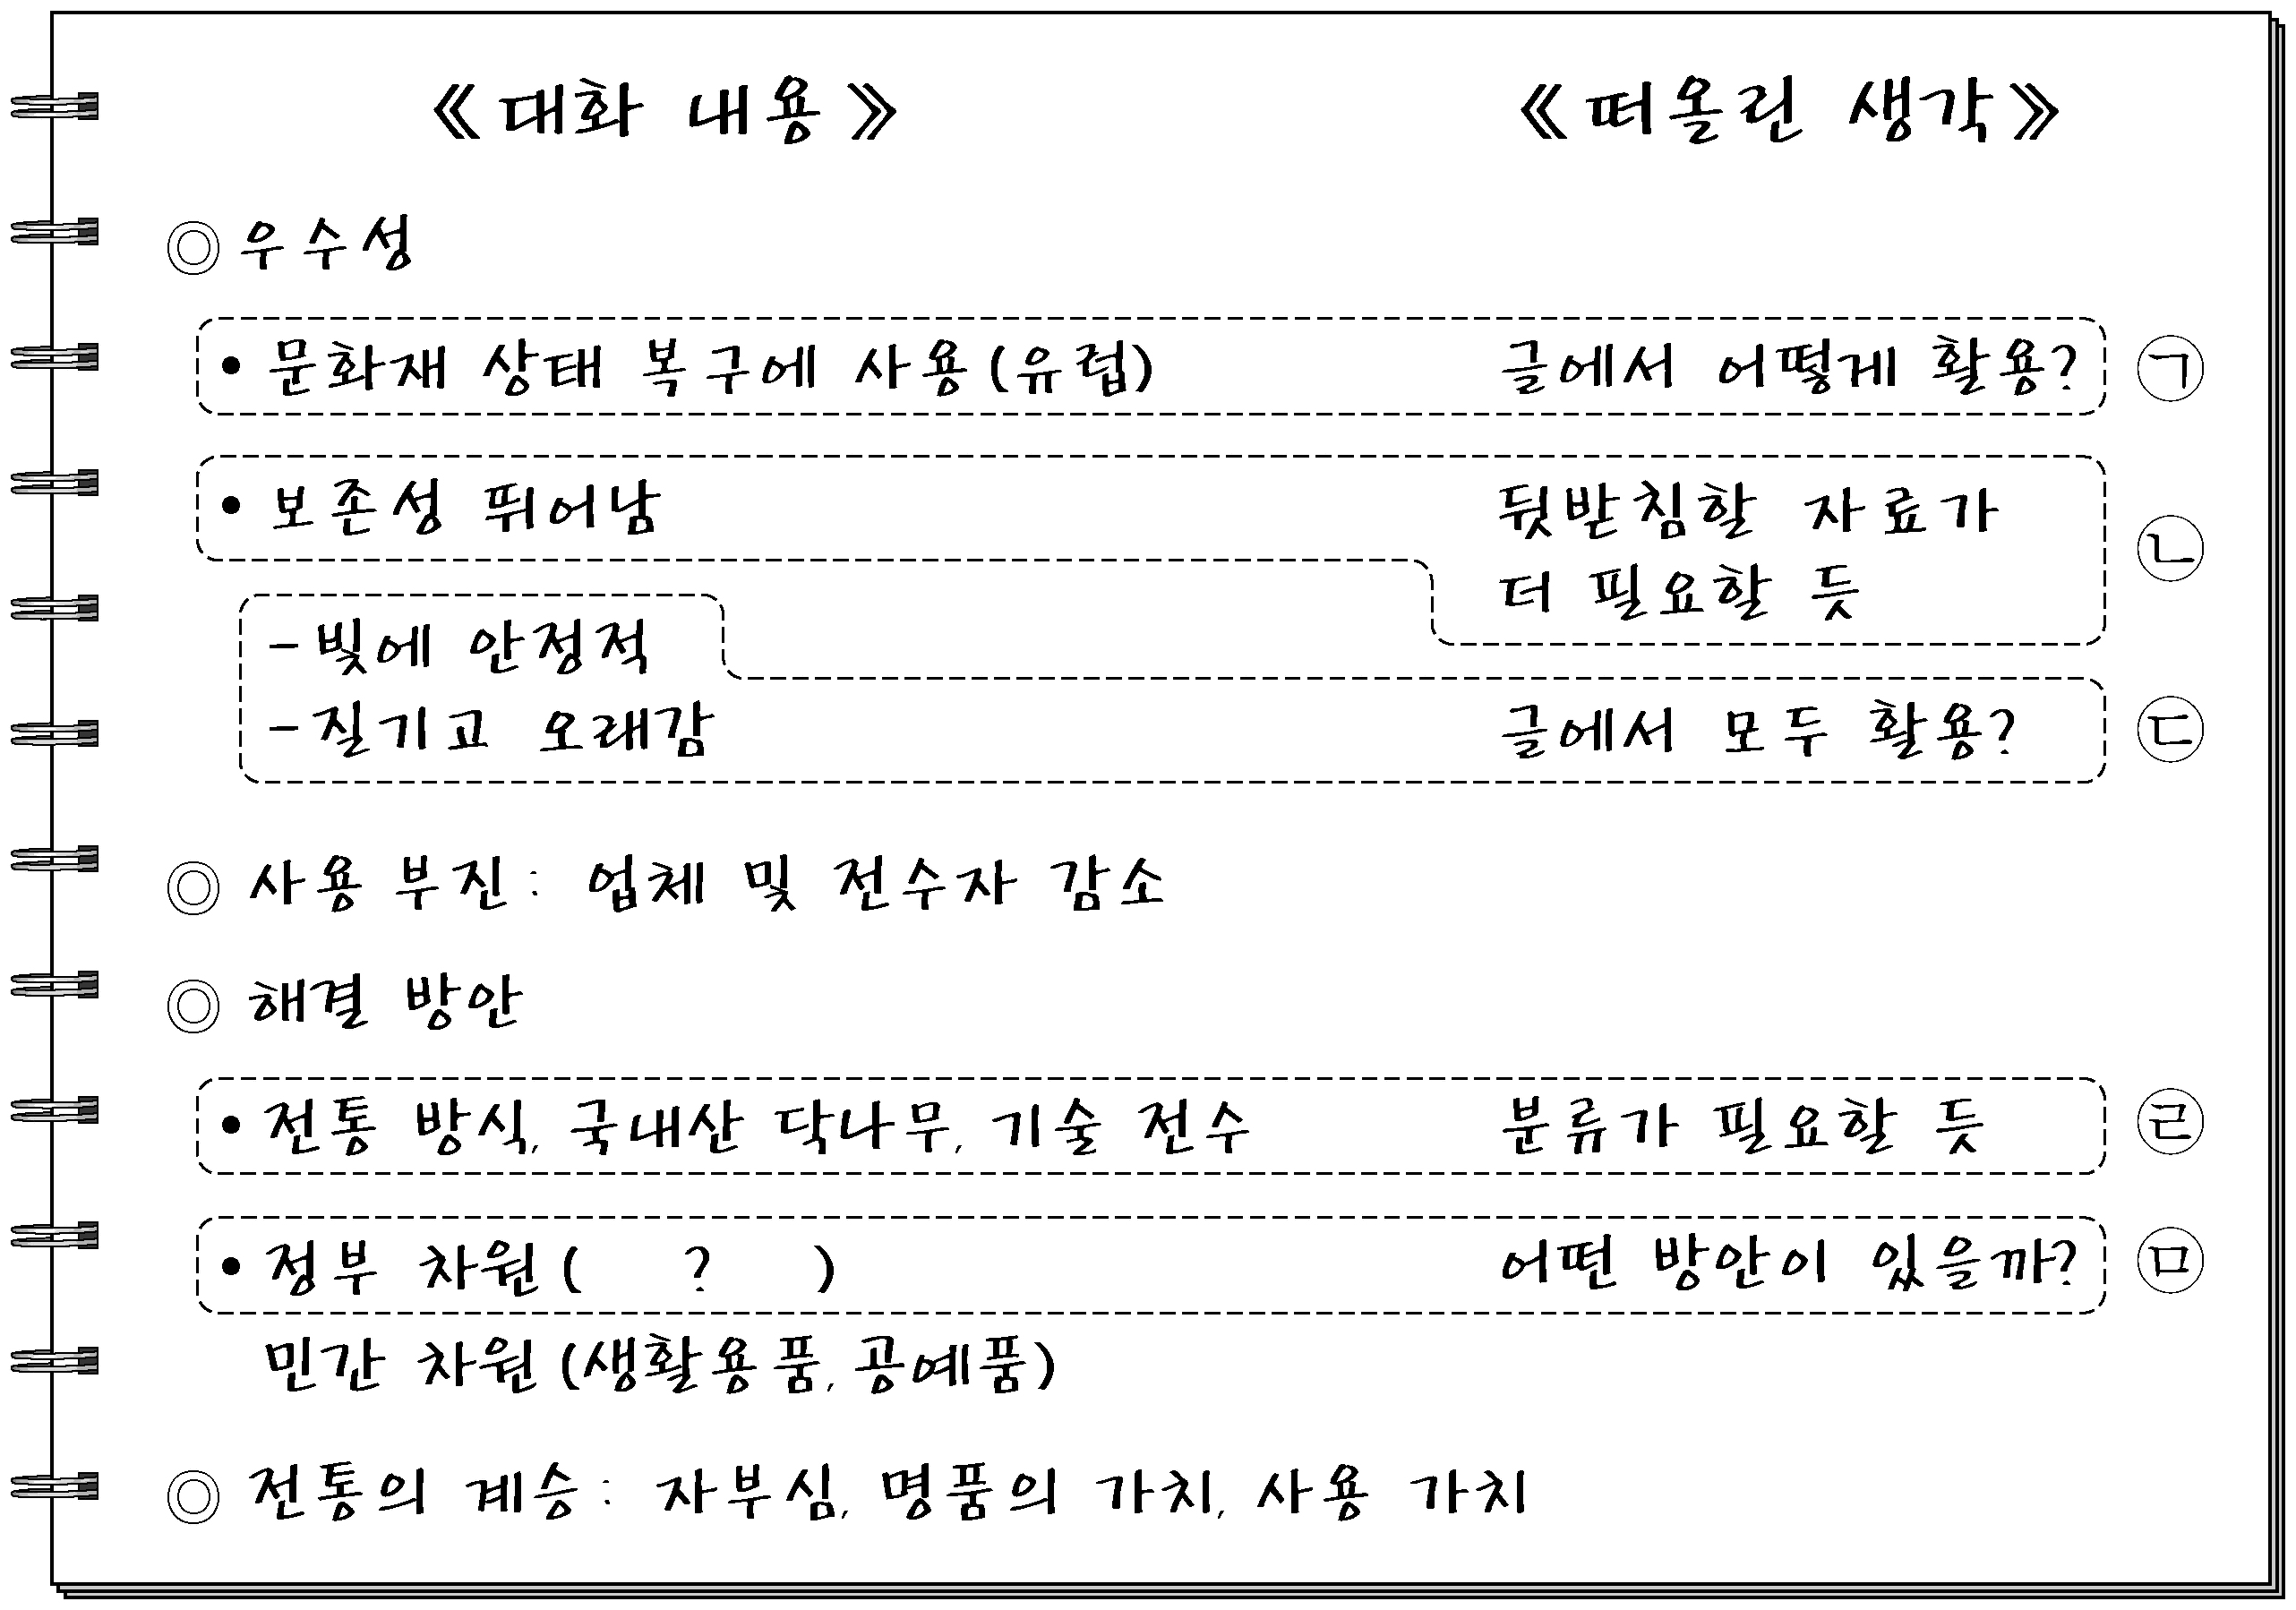 《대화 내용》 《떠올린 생각》
◎ 우수성
• 문화재 상태 복구에 사용(유럽) 글에서 어떻게 활용? ㉠
• 보존성 뛰어남 뒷받침할 자료가
더 필요할 듯 ㉡
- 빛에 안정적
- 질기고 오래감 글에서 모두 활용? ㉢
◎ 사용 부진: 업체 및 전수자 감소
◎ 해결 방안
• 전통 방식, 국내산 닥나무, 기술 전수 분류가 필요할 듯 ㉣
• 정부 차원( ? ) 어떤 방안이 있을까? ㉤
민간 차원(생활용품, 공예품)
◎ 전통의 계승: 자부심, 명품의 가치, 사용 가치